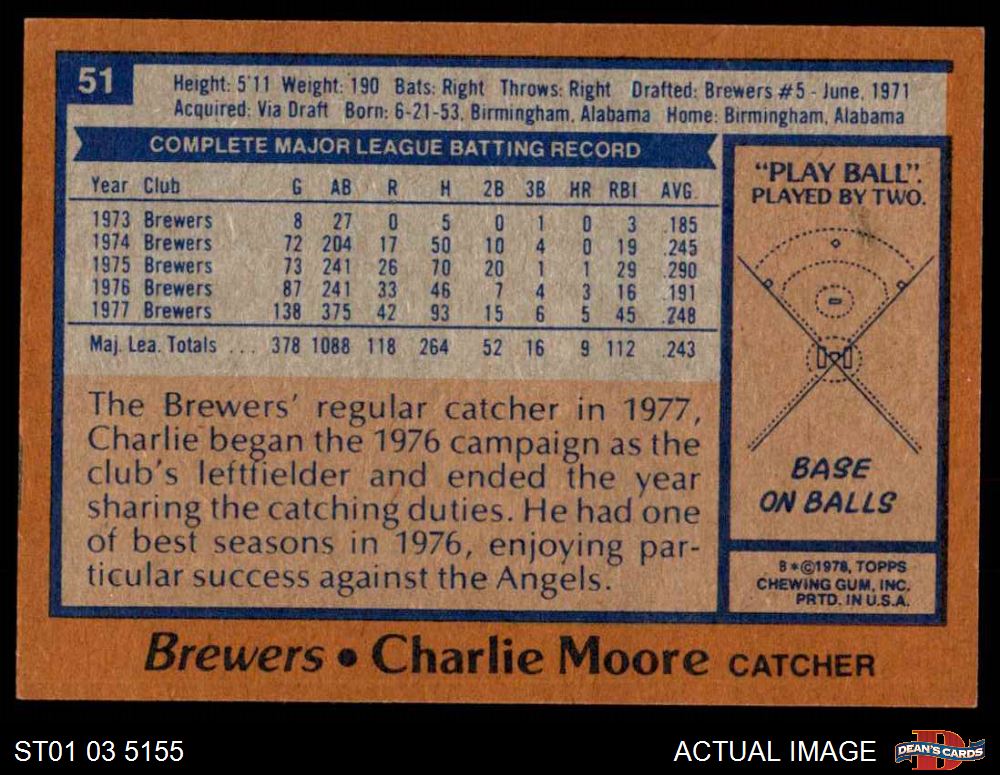 51
Height: 5'11 Weight: 190 Bats: Right Throws: Right Drafted: Brewers #5 - June, 1971
Acquired: Via Draft Born: 6-21-53, Birmingham, Alabama Home: Birmingham, Alabama
COMPLETE MAJOR LEAGUE BATTING RECORD
Year Club G AB R H 2B 3B HR RBI AVG.
1973 Brewers 8 27 0 5 0 1 0 3 .185
1974 Brewers 72 204 17 50 10 4 0 19 .245
1975 Brewers 73 241 26 70 20 1 1 29 .290
1976 Brewers 87 241 33 46 7 4 3 16 .191
1977 Brewers 138 375 42 93 15 6 5 45 .248
Maj. Lea. Totals ... 378 1088 118 264 52 16 9 112 .243
The Brewers' regular catcher in 1977,
Charlie began the 1976 campaign as the
club's leftfielder and ended the year
sharing the catching duties. He had one
of best seasons in 1976, enjoying par-
ticular success against the Angels.
"PLAY BALL".
PLAYED BY TWO.
BASE
ON BALLS
B*©1978, TOPPS
CHEWING GUM, INC.
PRTD. IN U.S.A.
Brewers • Charlie Moore CATCHER
ST01 03 5155
ACTUAL IMAGE
D
DEAN'S CARDS